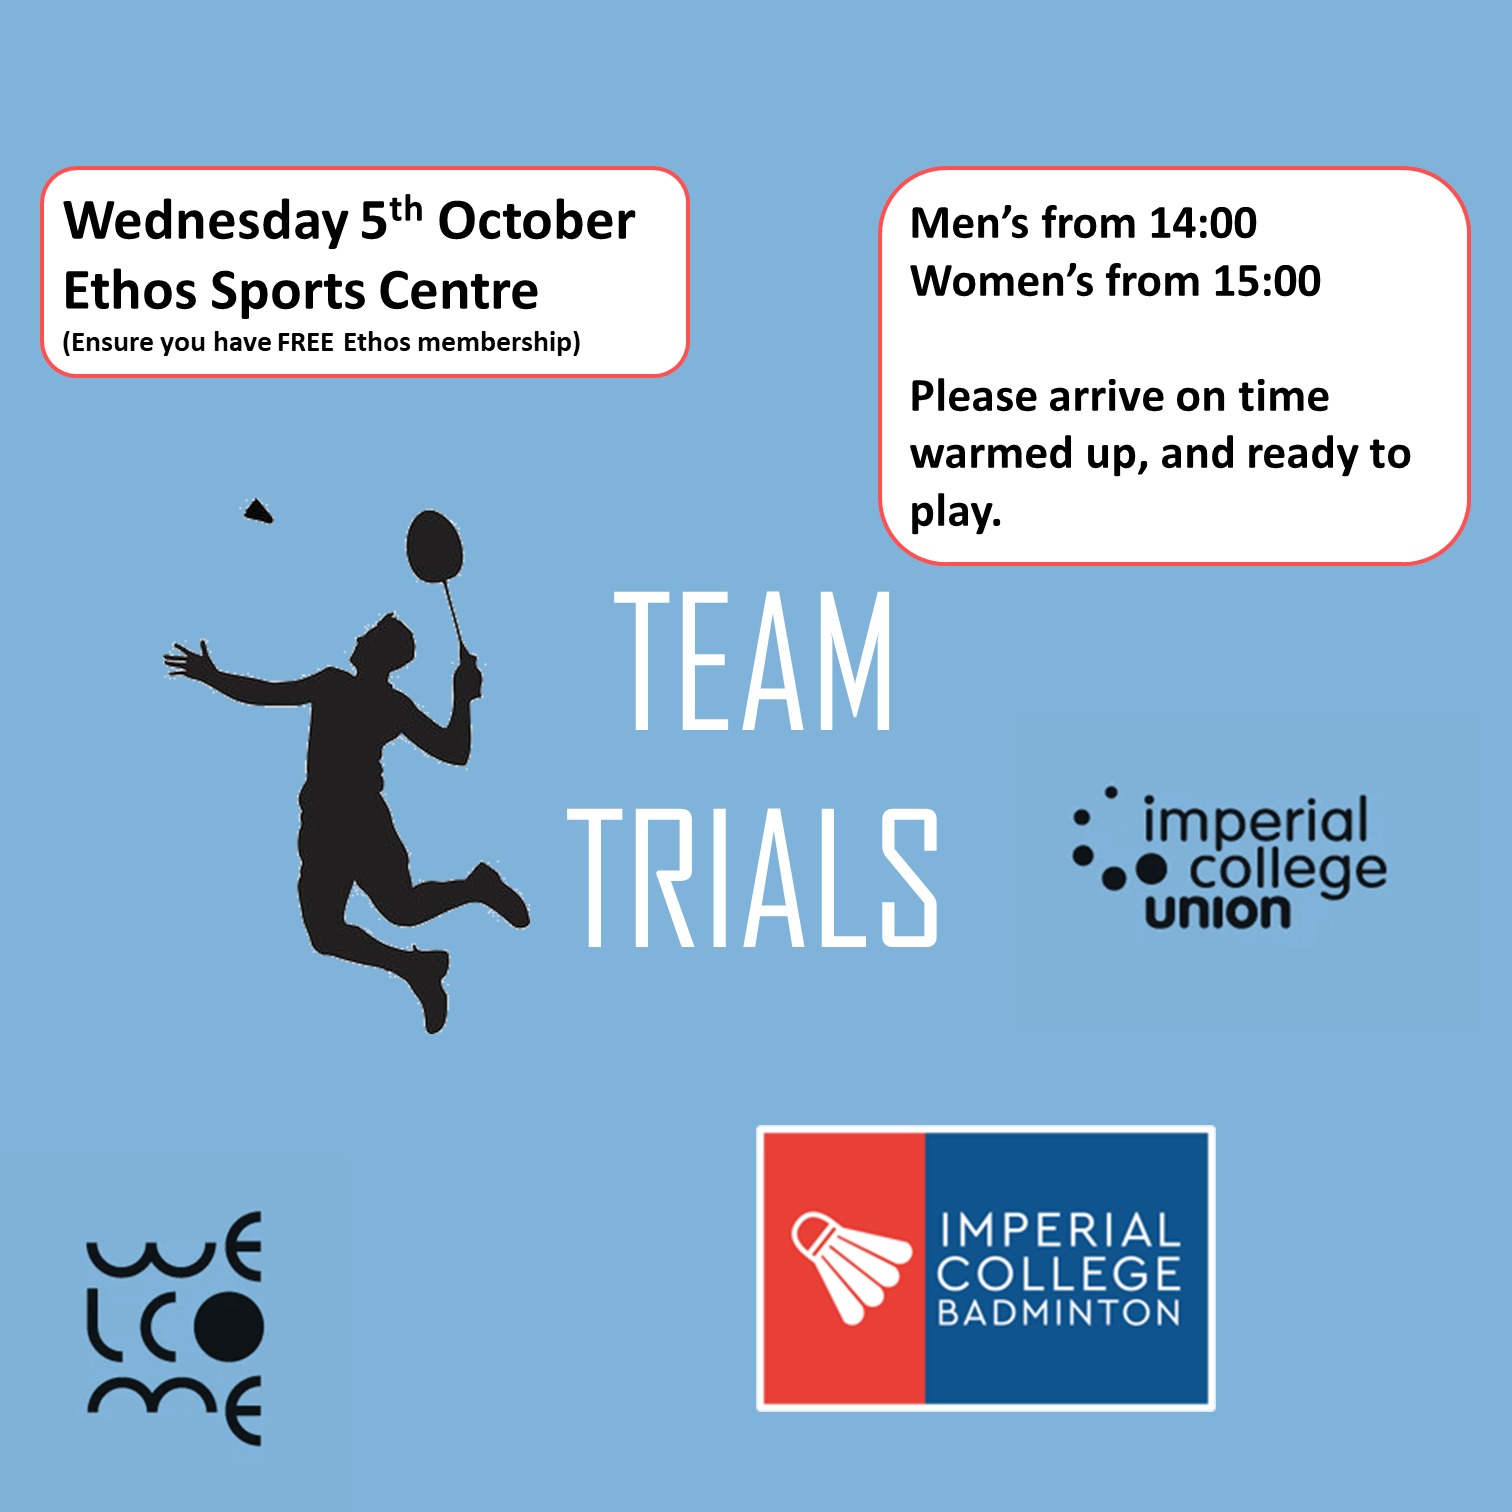 Wednesday 5th October
Ethos Sports Centre
(Ensure you have FREE Ethos membership)
Men’s from 14:00
Women’s from 15:00
Please arrive on time
warmed up, and ready to
play.
TEAM
TRIALS
imperial
college
union
IMPERIAL
COLLEGE
BADMINTON
WE
LCO
ME